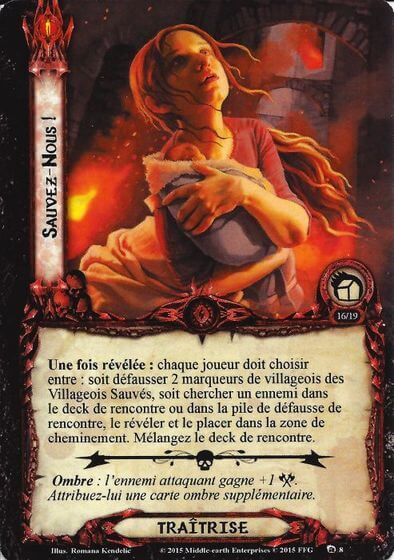 SAUVEZ-NOUS !
16/19
Une fois révélée : chaque joueur doit choisir
entre : soit défausser 2 marqueurs de villageois des
Villageois Sauvés, soit chercher un ennemi dans
le deck de rencontre ou dans la pile de défausse de
rencontre, le révéler et le placer dans la zone de
cheminement. Mélangez le deck de rencontre.
Ombre : l'ennemi attaquant gagne +1
Attribuez-lui une carte ombre supplémentaire.
TRAÎTRISE
Illus. Romana Kendelic © 2015 Middle-earth Enterprises © 2015 FFG 8